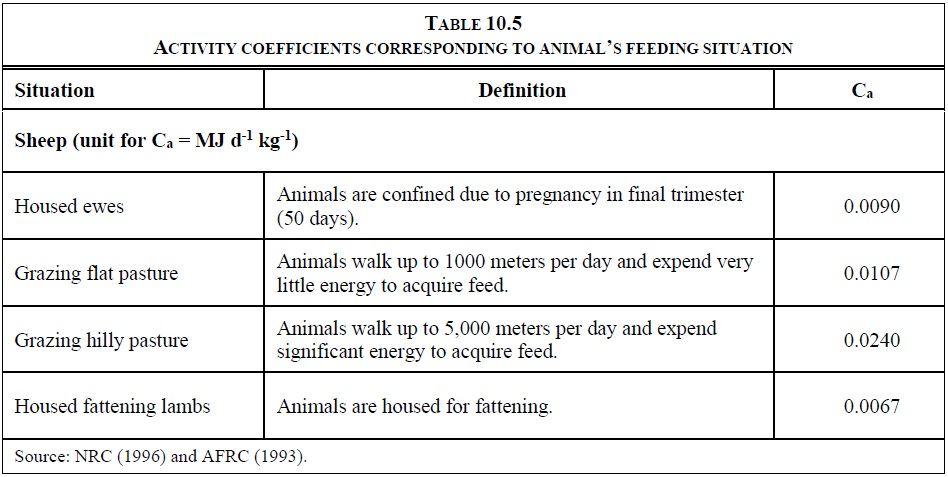 TABLE 10.5
ACTIVITY COEFFICIENTS CORRESPONDING TO ANIMAL'S FEEDING SITUATION
Situation Definition Ca
Sheep (unit for Ca = MJ d-1 kg-1)
Housed ewes Animals are confined due to pregnancy in final trimester (50 days). 0.0090
Grazing flat pasture Animals walk up to 1000 meters per day and expend very little energy to acquire feed. 0.0107
Grazing hilly pasture Animals walk up to 5,000 meters per day and expend significant energy to acquire feed. 0.0240
Housed fattening lambs Animals are housed for fattening. 0.0067
Source: NRC (1996) and AFRC (1993).